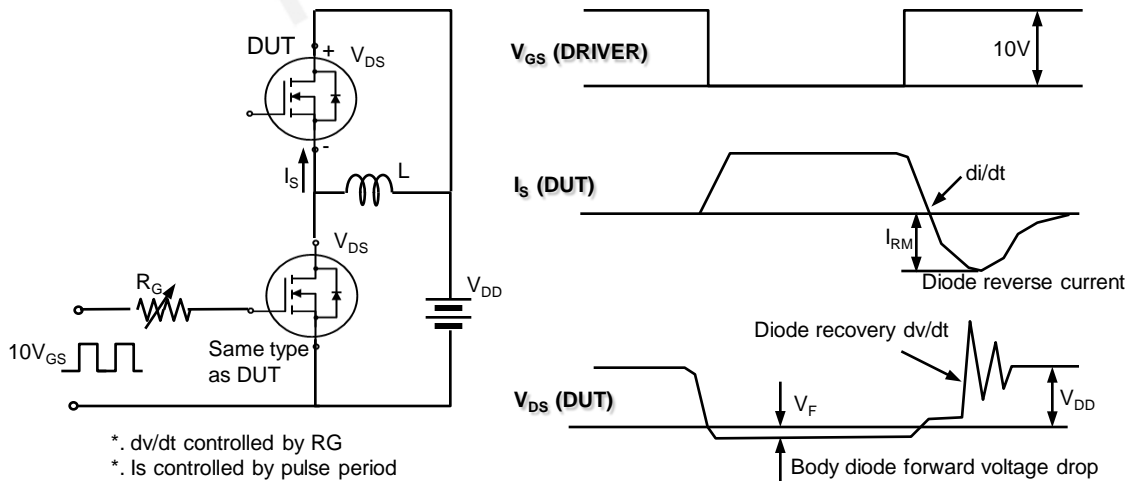 DUT
+
V_DS
-
I_S
L
V_DS
R_G
V_DD
10V_GS
Same type
as DUT
*. dv/dt controlled by RG
*. Is controlled by pulse period
V_GS (DRIVER)
10V
I_S (DUT)
di/dt
I_RM
Diode reverse current
Diode recovery dv/dt
V_DS (DUT)
V_F
V_DD
Body diode forward voltage drop